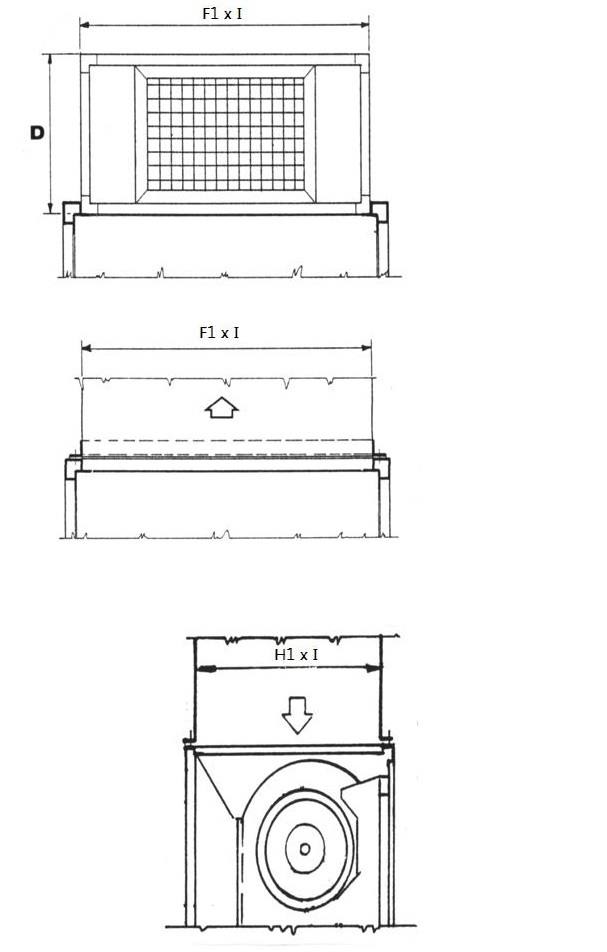 F1 x I
D
F1 x I
H1 x I